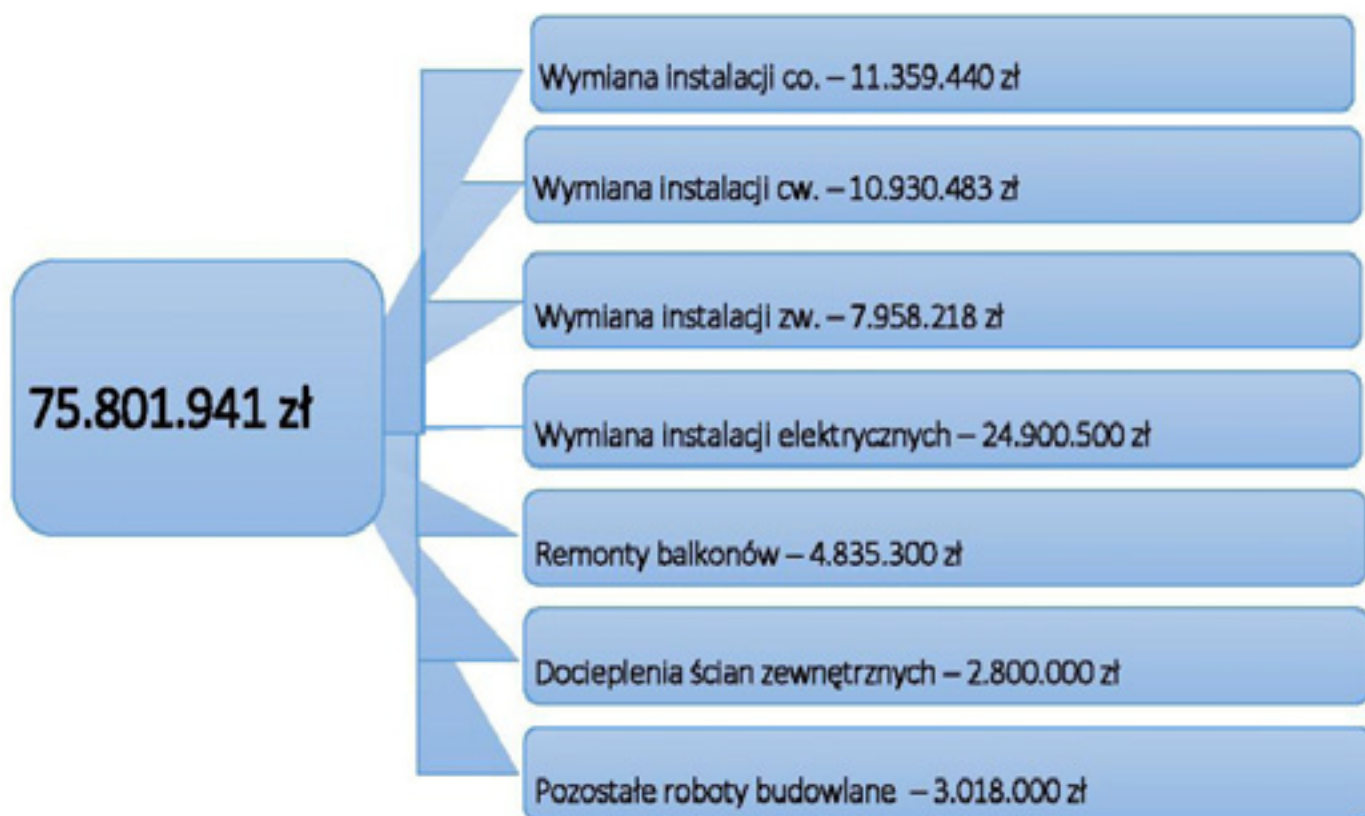 Wymiana instalacji co. – 11.359.440 zł
Wymiana instalacji cw. – 10.930.483 zł
Wymiana instalacji zw. – 7.958.218 zł
75.801.941 zł
Wymiana instalacji elektrycznych – 24.900.500 zł
Remonty balkonów – 4.835.300 zł
Docieplenia ścian zewnętrznych – 2.800.000 zł
Pozostałe roboty budowlane – 3.018.000 zł